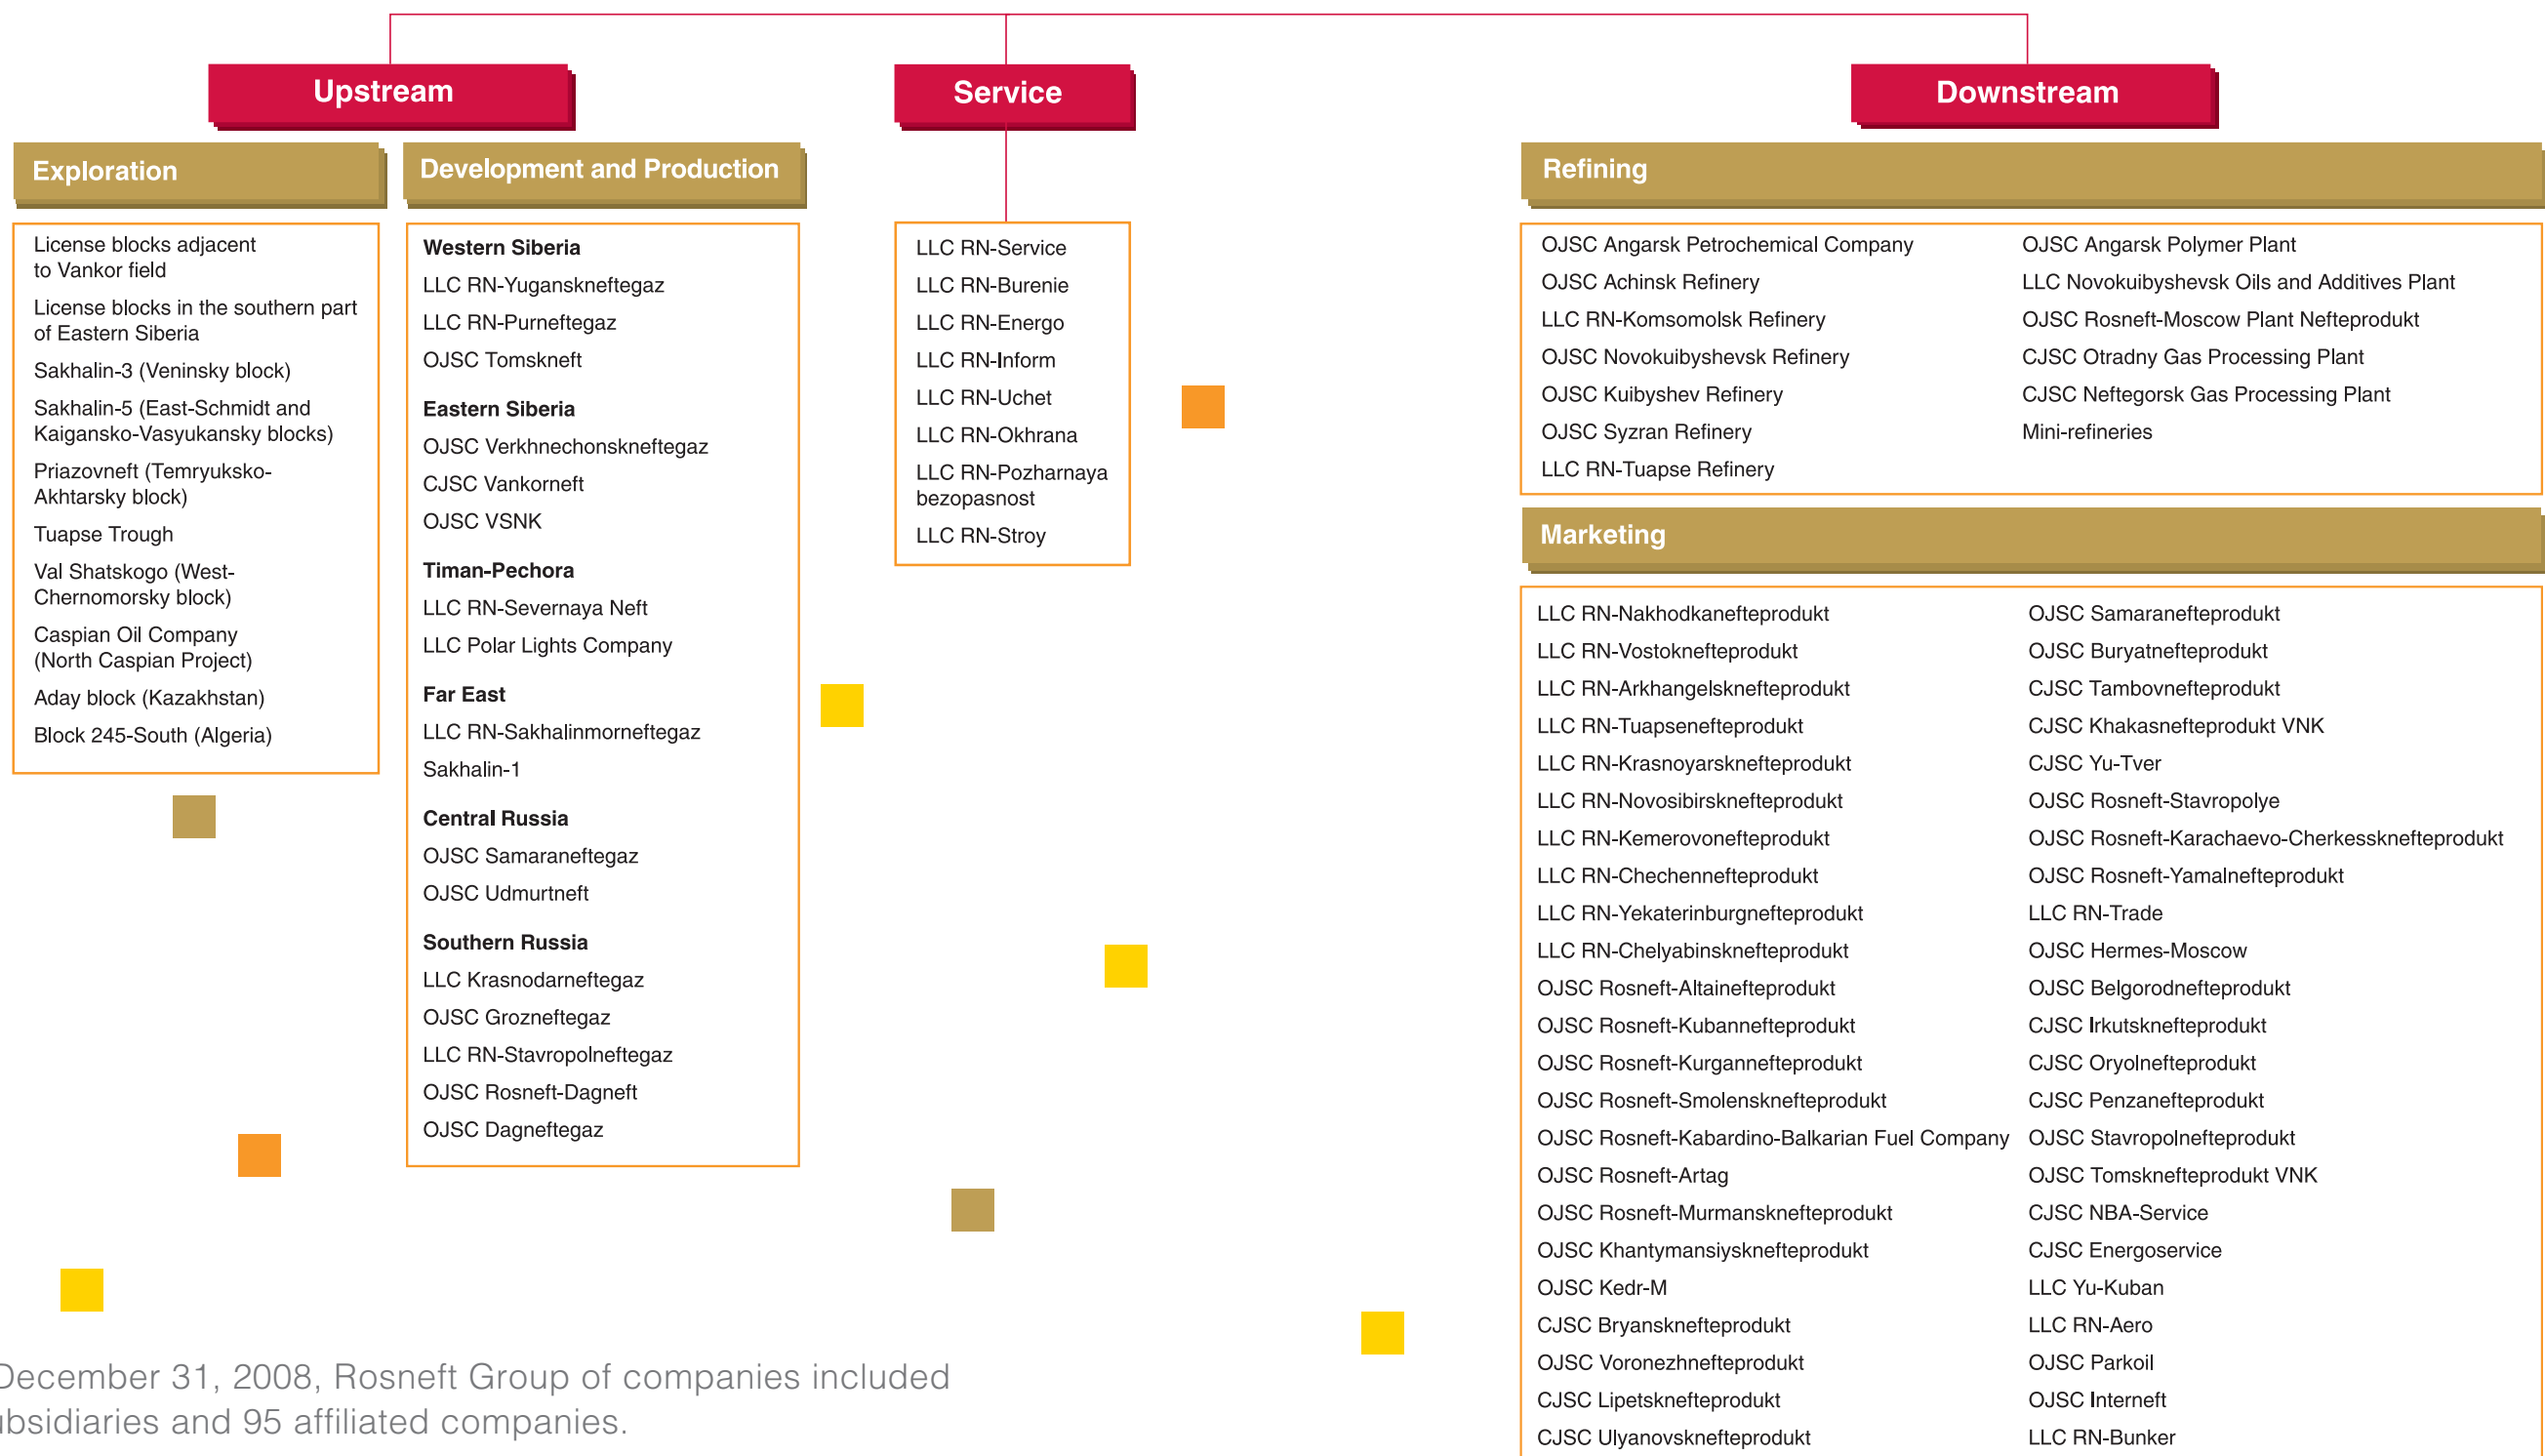 Upstream
Service
Downstream
Exploration
License blocks adjacent
to Vankor field
License blocks in the southern part
of Eastern Siberia
Sakhalin-3 (Veninsky block)
Sakhalin-5 (East-Schmidt and
Kaigansko-Vasyukansky blocks)
Priazovneft (Temryuksko-
Akhtarsky block)
Tuapse Trough
Val Shatskogo (West-
Chernomorsky block)
Caspian Oil Company
(North Caspian Project)
Aday block (Kazakhstan)
Block 245-South (Algeria)
Development and Production
Western Siberia
LLC RN-Yuganskneftegaz
LLC RN-Purneftegaz
OJSC Tomskneft
Eastern Siberia
OJSC Verkhnechonskneftegaz
CJSC Vankorneft
OJSC VSNK
Timan-Pechora
LLC RN-Severnaya Neft
LLC Polar Lights Company
Far East
LLC RN-Sakhalinmorneftegaz
Sakhalin-1
Central Russia
OJSC Samaraneftegaz
OJSC Udmurtneft
Southern Russia
LLC Krasnodarneftegaz
OJSC Grozneftegaz
LLC RN-Stavropolneftegaz
OJSC Rosneft-Dagneft
OJSC Dagneftegaz
LLC RN-Service
LLC RN-Burenie
LLC RN-Energo
LLC RN-Inform
LLC RN-Uchet
LLC RN-Okhrana
LLC RN-Pozharnaya
bezopasnost
LLC RN-Stroy
Refining
OJSC Angarsk Petrochemical Company
OJSC Achinsk Refinery
LLC RN-Komsomolsk Refinery
OJSC Novokuibyshevsk Refinery
OJSC Kuibyshev Refinery
OJSC Syzran Refinery
LLC RN-Tuapse Refinery
OJSC Angarsk Polymer Plant
LLC Novokuibyshevsk Oils and Additives Plant
OJSC Rosneft-Moscow Plant Nefteprodukt
CJSC Otradny Gas Processing Plant
CJSC Neftegorsk Gas Processing Plant
Mini-refineries
Marketing
LLC RN-Nakhodkanefteprodukt
LLC RN-Vostoknefteprodukt
LLC RN-Arkhangelsknefteprodukt
LLC RN-Tuapsenefteprodukt
LLC RN-Krasnoyarsknefteprodukt
LLC RN-Novosibirsknefteprodukt
LLC RN-Kemerovonefteprodukt
LLC RN-Chechennefteprodukt
LLC RN-Yekaterinburgnefteprodukt
LLC RN-Chelyabinsknefteprodukt
OJSC Rosneft-Altainefteprodukt
OJSC Rosneft-Kubannefteprodukt
OJSC Rosneft-Kurgannefteprodukt
OJSC Rosneft-Smolensknefteprodukt
OJSC Rosneft-Kabardino-Balkarian Fuel Company
OJSC Rosneft-Artag
OJSC Rosneft-Murmansknefteprodukt
OJSC Khantymansiysknefteprodukt
OJSC Kedr-M
CJSC Bryansknefteprodukt
OJSC Voronezhnefteprodukt
CJSC Lipetsknefteprodukt
CJSC Ulyanovsknefteprodukt
OJSC Samaranefteprodukt
OJSC Buryatnefteprodukt
CJSC Tambovnefteprodukt
CJSC Khakasnefteprodukt VNK
CJSC Yu-Tver
OJSC Rosneft-Stavropolye
OJSC Rosneft-Karachaevo-Cherkessknefteprodukt
OJSC Rosneft-Yamalnefteprodukt
LLC RN-Trade
OJSC Hermes-Moscow
OJSC Belgorodnefteprodukt
CJSC Irkutsknefteprodukt
CJSC Oryolnefteprodukt
CJSC Penzanefteprodukt
OJSC Stavropolnefteprodukt
OJSC Tomsknefteprodukt VNK
CJSC NBA-Service
CJSC Energoservice
LLC Yu-Kuban
LLC RN-Aero
OJSC Parkoil
OJSC Interneft
LLC RN-Bunker
December 31, 2008, Rosneft Group of companies included
and 95 affiliated companies.